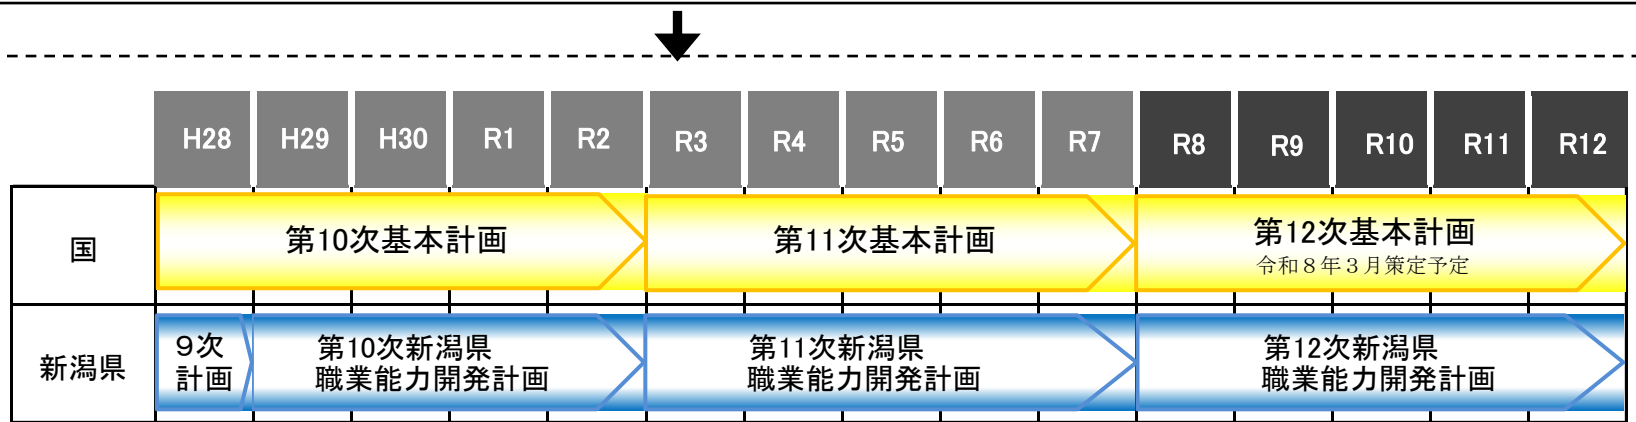 H28 H29 H30 R1 R2 R3 R4 R5 R6 R7 R8 R9 R10 R11 R12
国 第10次基本計画 第11次基本計画 第12次基本計画
令和8年3月策定予定
新潟県
9次
計画
第10次新潟県
職業能力開発計画
第11次新潟県
職業能力開発計画
第12次新潟県
職業能力開発計画